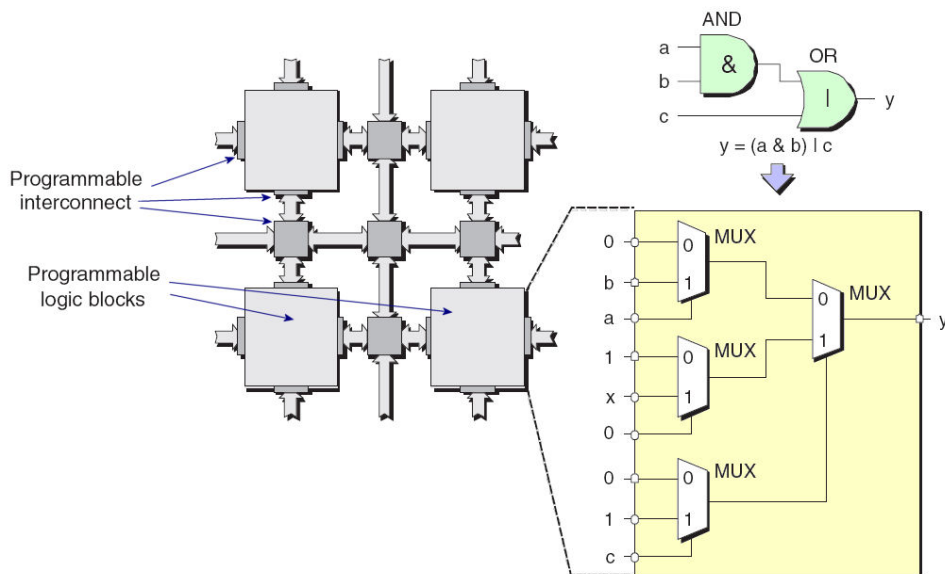 AND
a
b
&
OR
|
c
y
y = (a & b) | c
Programmable
interconnect
Programmable
logic blocks
0
b
a
0
1
MUX
1
x
0
0
1
MUX
0
1
c
0
1
MUX
0
1
MUX
y